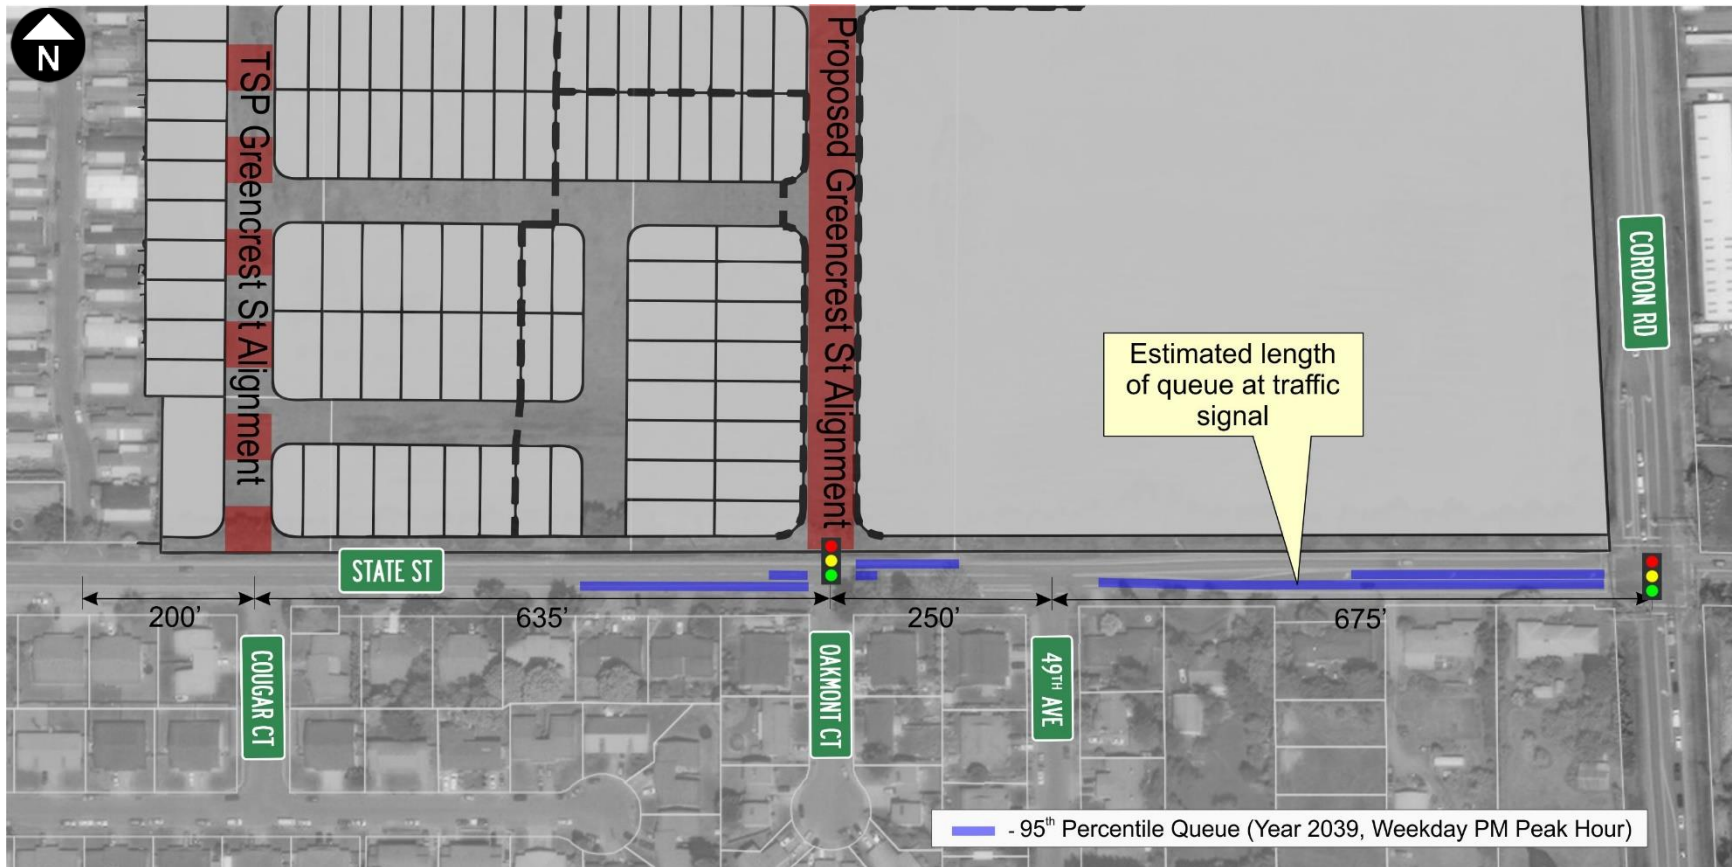 N
TSP Greencrest St Alignment
Proposed Greencrest St Alignment
CORDON RD
Estimated length
of queue at traffic
signal
STATE ST
200'
635'
250'
675'
COUGAR CT
OAKMONT CT
49TH AVE
- 95th Percentile Queue (Year 2039, Weekday PM Peak Hour)